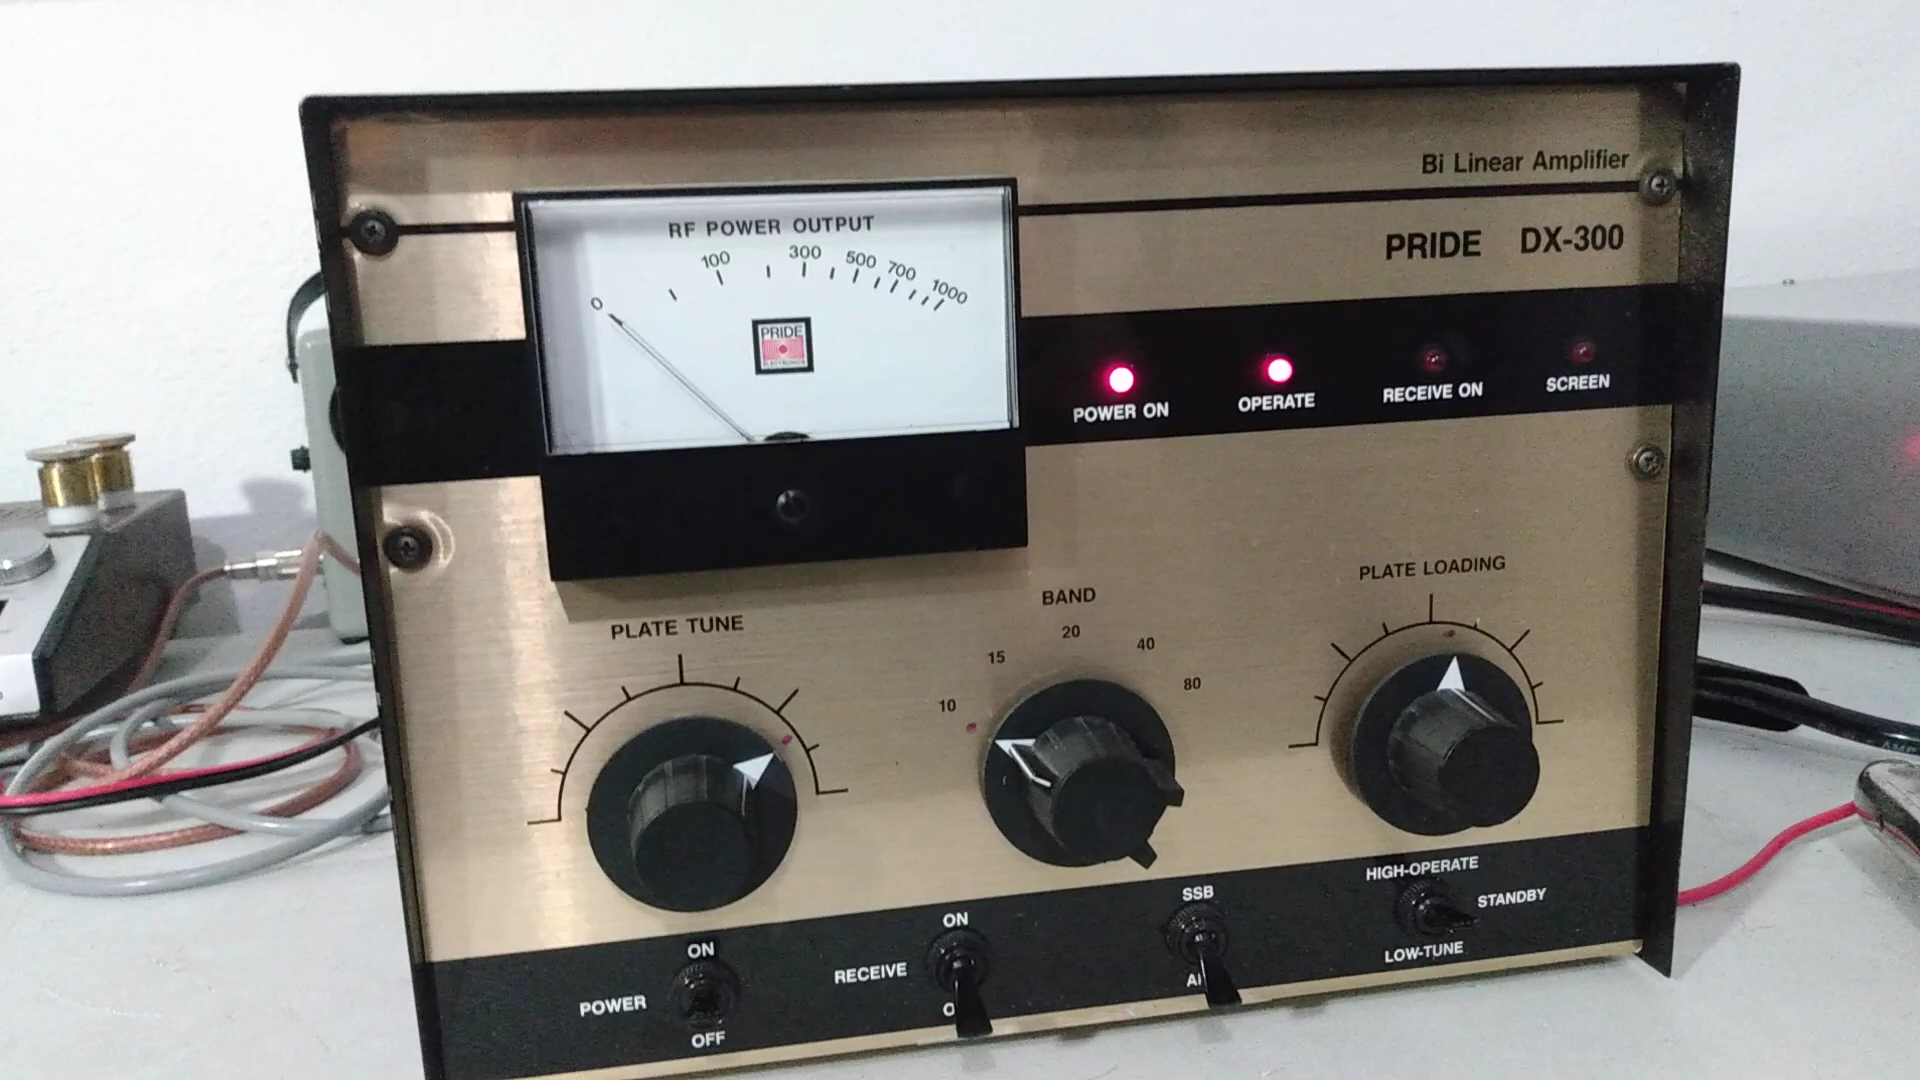 Bi Linear Amplifier
PRIDE DX-300
RF POWER OUTPUT
0 100 300 500 700 1000
PRIDE
ELECTRONICS
POWER ON
OPERATE
RECEIVE ON
SCREEN
PLATE TUNE
BAND
10 15 20 40 80
PLATE LOADING
POWER
ON
OFF
RECEIVE
ON
SSB
HIGH-OPERATE
STANDBY
LOW-TUNE